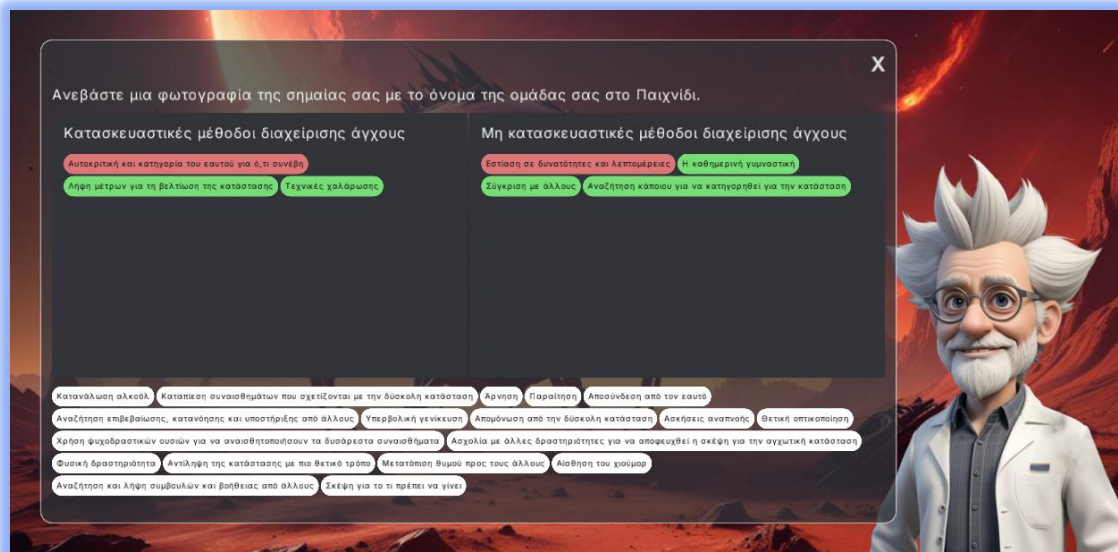 X
Ανεβάστε μια φωτογραφία της σημαίας σας με το όνομα της ομάδας σας στο Παιχνίδι.
Κατασκευαστικές μέθοδοι διαχείρισης άγχους
Αυτοκριτική και κατηγορία του εαυτού για ό,τι συνέβη
Λήψη μέτρων για τη βελτίωση της κατάστασης Τεχνικές χαλάρωσης
Μη κατασκευαστικές μέθοδοι διαχείρισης άγχους
Εστίαση σε δυνατότητες και λεπτομέρειες Η καθημερινή γυμναστική
Σύγκριση με άλλους Αναζήτηση κάποιου για να κατηγορηθεί για την κατάσταση
Κατανάλωση αλκοόλ Καταπίεση συναισθημάτων που σχετίζονται με την δύσκολη κατάσταση Άρνηση Παραίτηση Αποσύνδεση από τον εαυτό
Αναζήτηση επιβεβαίωσης, κατανόησης και υποστήριξης από άλλους Υπερβολική γενίκευση Απομόνωση από την δύσκολη κατάσταση Ασκήσεις αναπνοής Θετική οπτικοποίηση
Χρήση ψυχοδραστικών ουσιών για να αναισθητοποιήσουν τα δυσάρεστα συναισθήματα Ασχολία με άλλες δραστηριότητες για να αποφευχθεί η σκέψη για την αγχωτική κατάσταση
Φυσική δραστηριότητα Αντίληψη της κατάστασης με πιο θετικό τρόπο Μετατόπιση θυμού προς τους άλλους Αίσθηση του χιούμορ
Αναζήτηση και λήψη συμβουλών και βοήθειας από άλλους Σκέψη για το τι πρέπει να γίνει